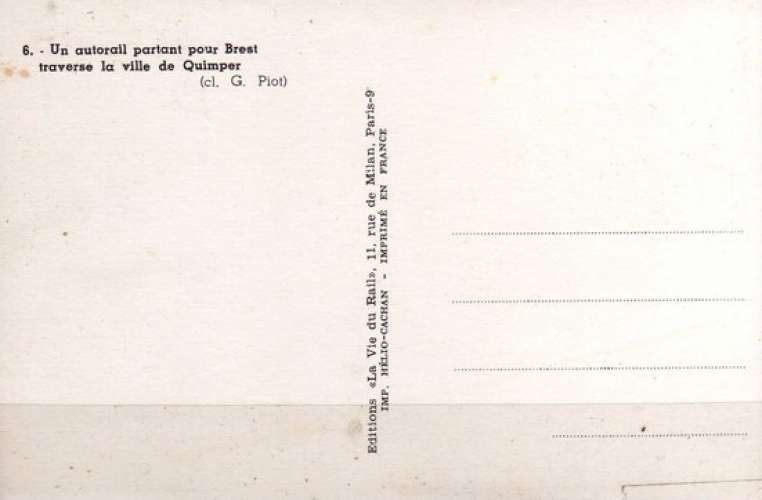 6. - Un autorail partant pour Brest
traverse la ville de Quimper
(cl. G. Piot)
Editions «La Vie du Rail», 11, rue de Milan, Paris-9°
IMP. HÉLIO-CACHAN - IMPRIMÉ EN FRANCE